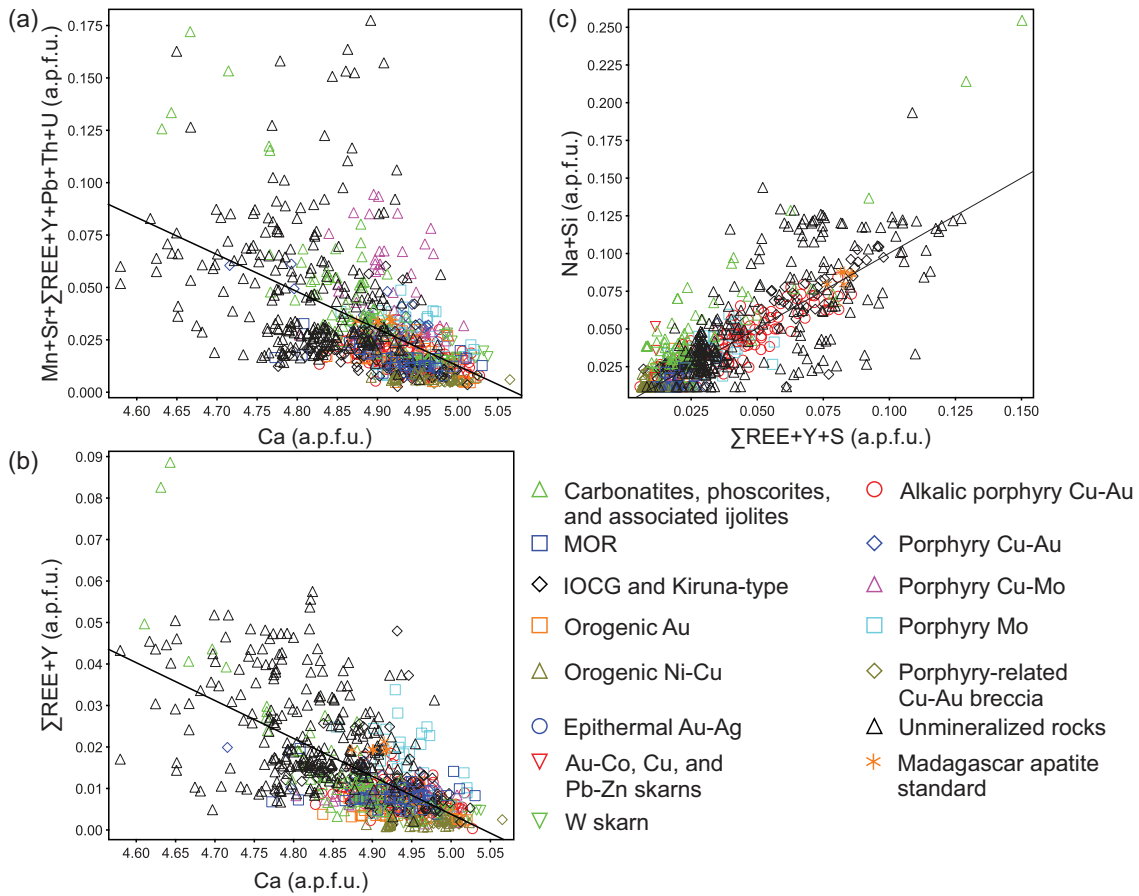 (a)
0.175
0.150
0.125
0.100
0.075
0.050
0.025
0.000
Mn+Sr+∑REE+Y+Pb+Th+U (a.p.f.u.)
4.60 4.65 4.70 4.75 4.80 4.85 4.90 4.95 5.00 5.05
Ca (a.p.f.u.)
(c)
0.250
0.225
0.200
0.175
0.150
0.125
0.100
0.075
0.050
0.025
Na+Si (a.p.f.u.)
0.025 0.050 0.075 0.100 0.125 0.150
∑REE+Y+S (a.p.f.u.)
(b)
0.09
0.08
0.07
0.06
0.05
0.04
0.03
0.02
0.01
0.00
∑REE+Y (a.p.f.u.)
4.60 4.65 4.70 4.75 4.80 4.85 4.90 4.95 5.00 5.05
Ca (a.p.f.u.)
Carbonatites, phoscorites,
and associated ijolites
MOR
IOCG and Kiruna-type
Orogenic Au
Orogenic Ni-Cu
Epithermal Au-Ag
Au-Co, Cu, and
Pb-Zn skarns
W skarn
Alkalic porphyry Cu-Au
Porphyry Cu-Au
Porphyry Cu-Mo
Porphyry Mo
Porphyry-related
Cu-Au breccia
Unmineralized rocks
Madagascar apatite
standard